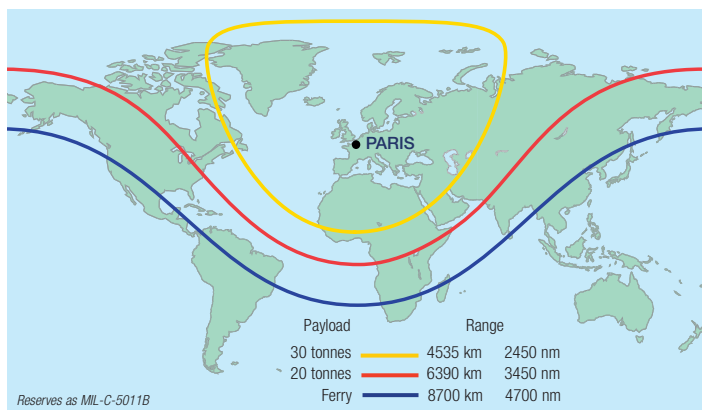 PARIS
Payload Range
30 tonnes 4535 km 2450 nm
20 tonnes 6390 km 3450 nm
Ferry 8700 km 4700 nm
Reserves as MIL-C-5011B